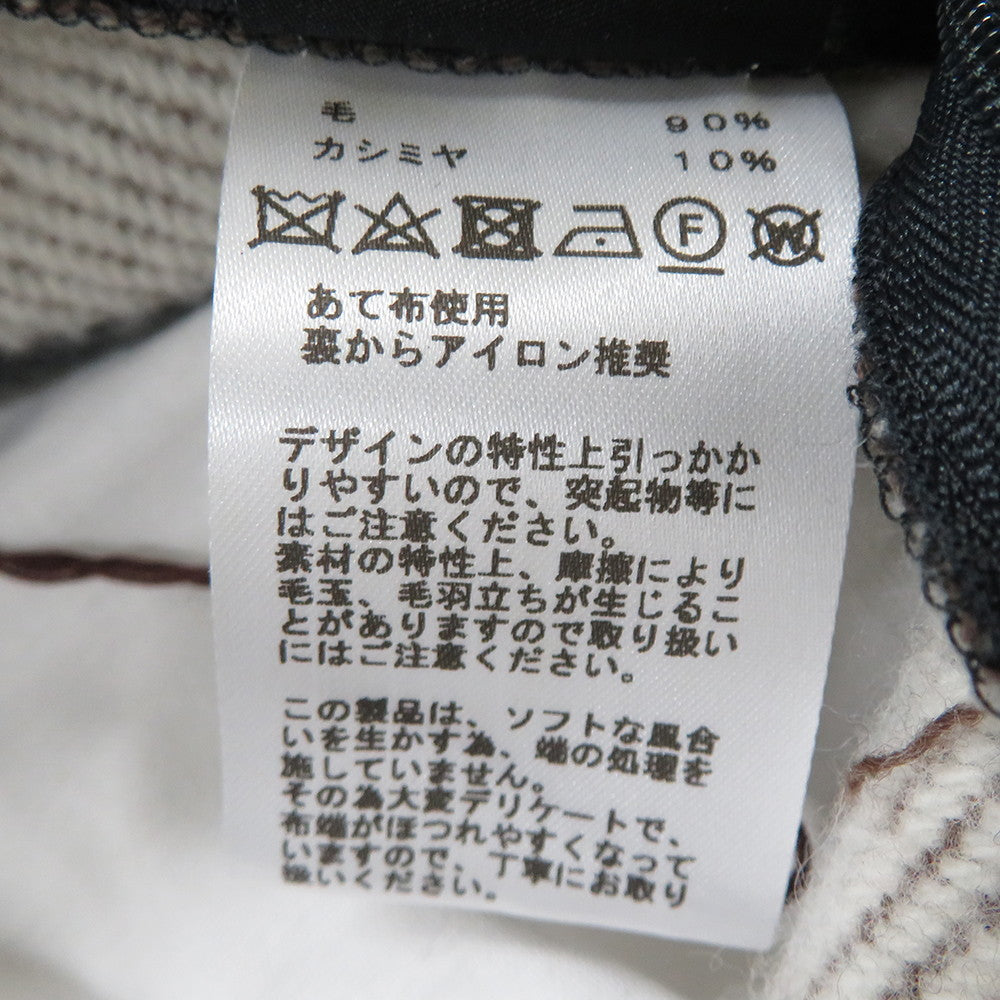 毛 90%
カシミヤ 10%
F W
あて布使用
裏からアイロン推奨
デザインの特性上引っかか
りやすいので、突起物等に
はご注意ください。
素材の特性上、摩擦により
毛玉、毛羽立ちが生じるこ
とがありますので取り扱い
にはご注意ください。
この製品は、ソフトな風合
いを生かす為、端の処理を
施していません。
その為大変デリケートで、
布端がほつれやすくなって
いますので、丁寧にお取り
扱いください。